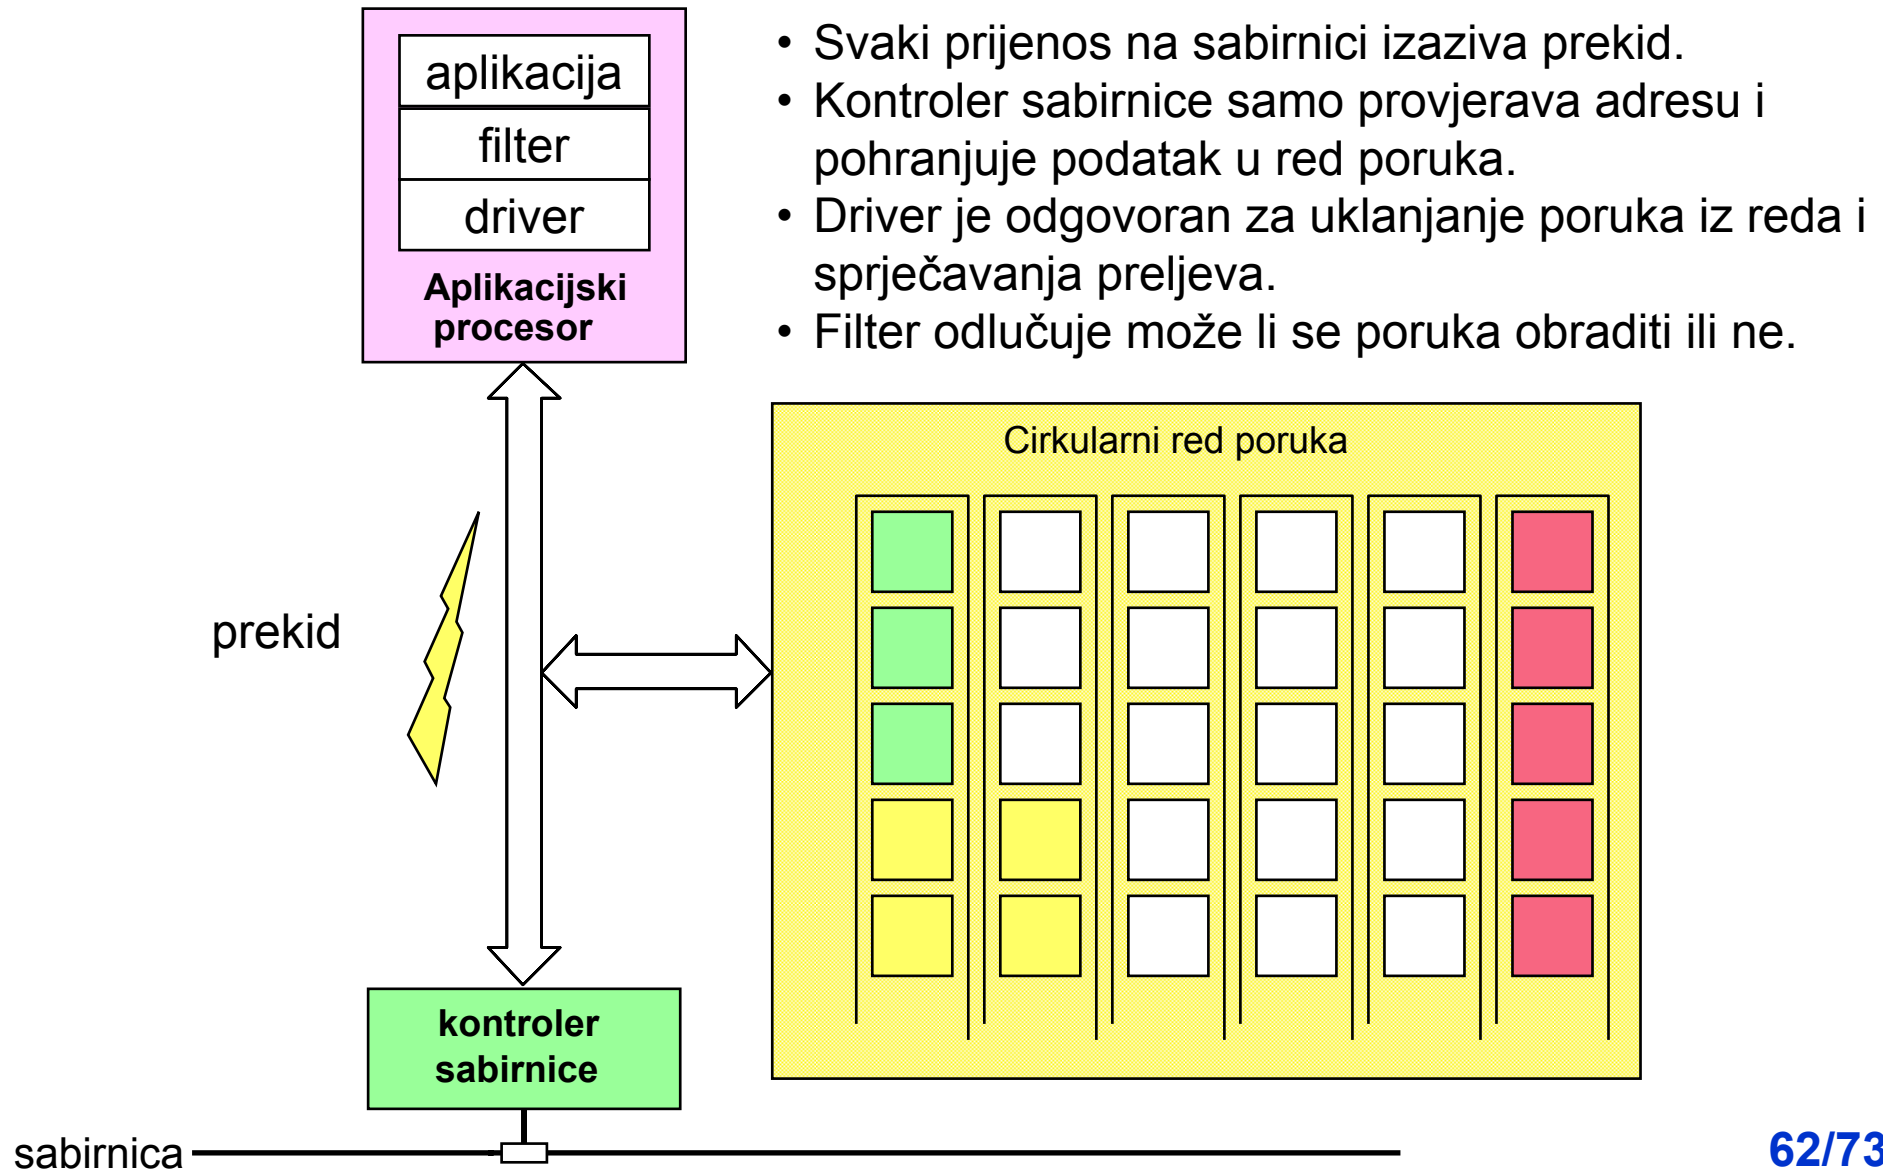 aplikacija
filter
driver
Aplikacijski
procesor
• Svaki prijenos na sabirnici izaziva prekid.
• Kontroler sabirnice samo provjerava adresu i
pohranjuje podatak u red poruka.
• Driver je odgovoran za uklanjanje poruka iz reda i
sprječavanja preljeva.
• Filter odlučuje može li se poruka obraditi ili ne.
Cirkularni red poruka
prekid
kontroler
sabirnice
sabirnica
62/73